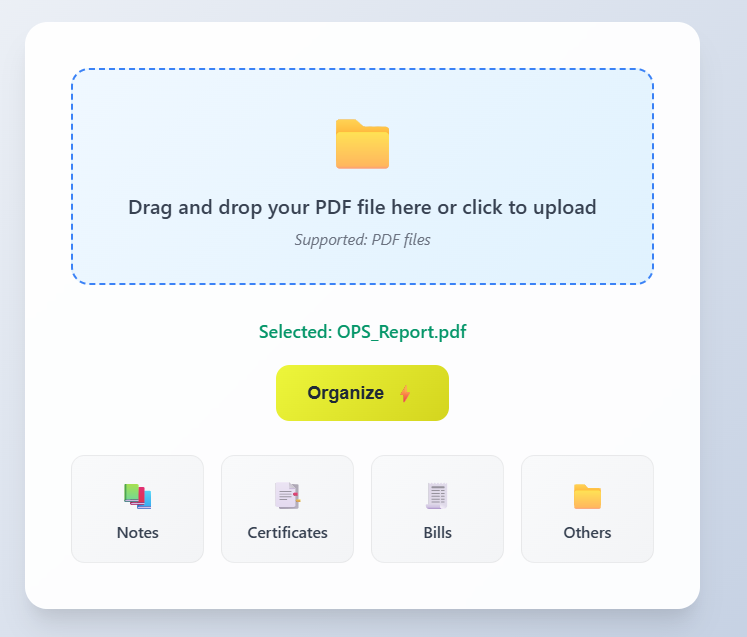 Drag and drop your PDF file here or click to upload
Supported: PDF files
Selected: OPS_Report.pdf
Organize
Notes
Certificates
Bills
Others